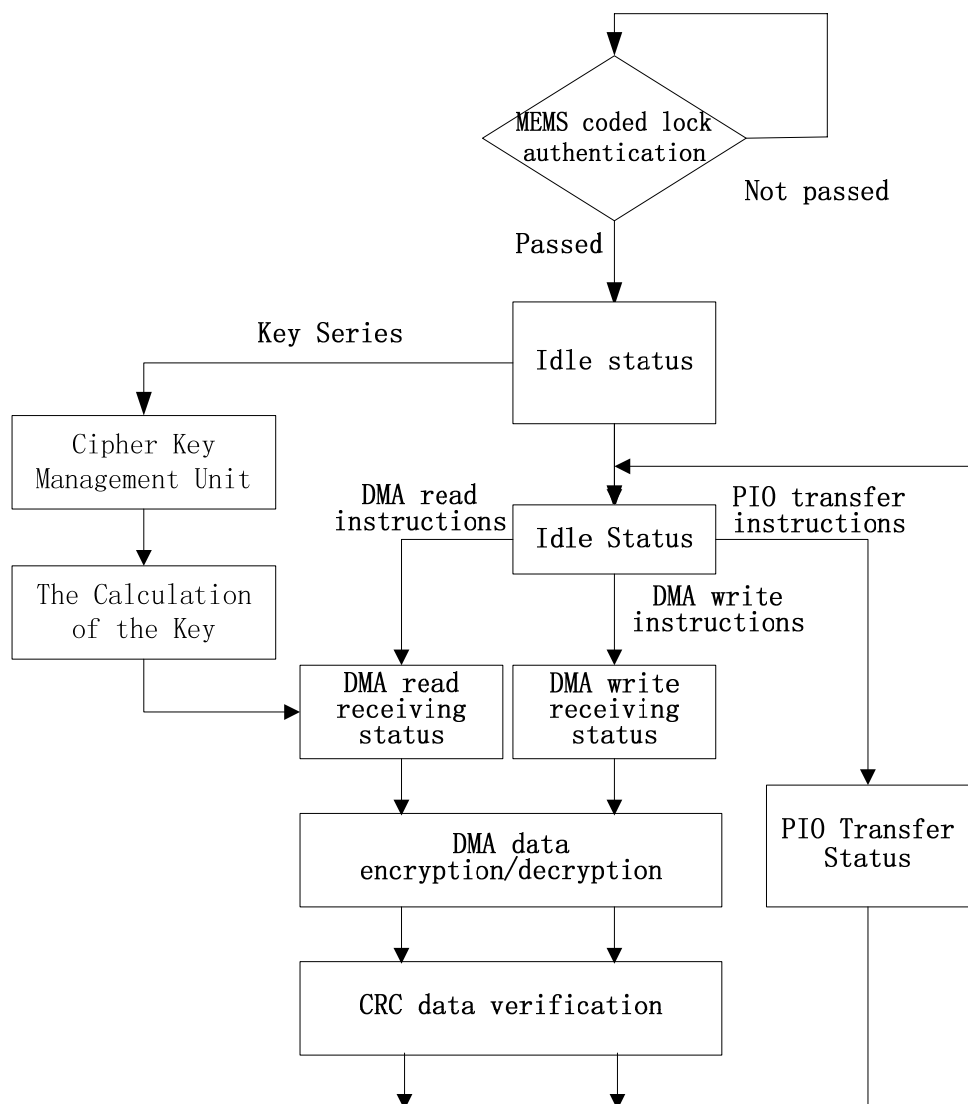 MEMS coded lock
authentication
Not passed
Passed
Key Series
Idle status
Cipher Key
Management Unit
DMA read
instructions
PIO transfer
instructions
Idle Status
The Calculation
of the Key
DMA write
instructions
DMA read
receiving
status
DMA write
receiving
status
PIO Transfer
Status
DMA data
encryption/decryption
CRC data verification